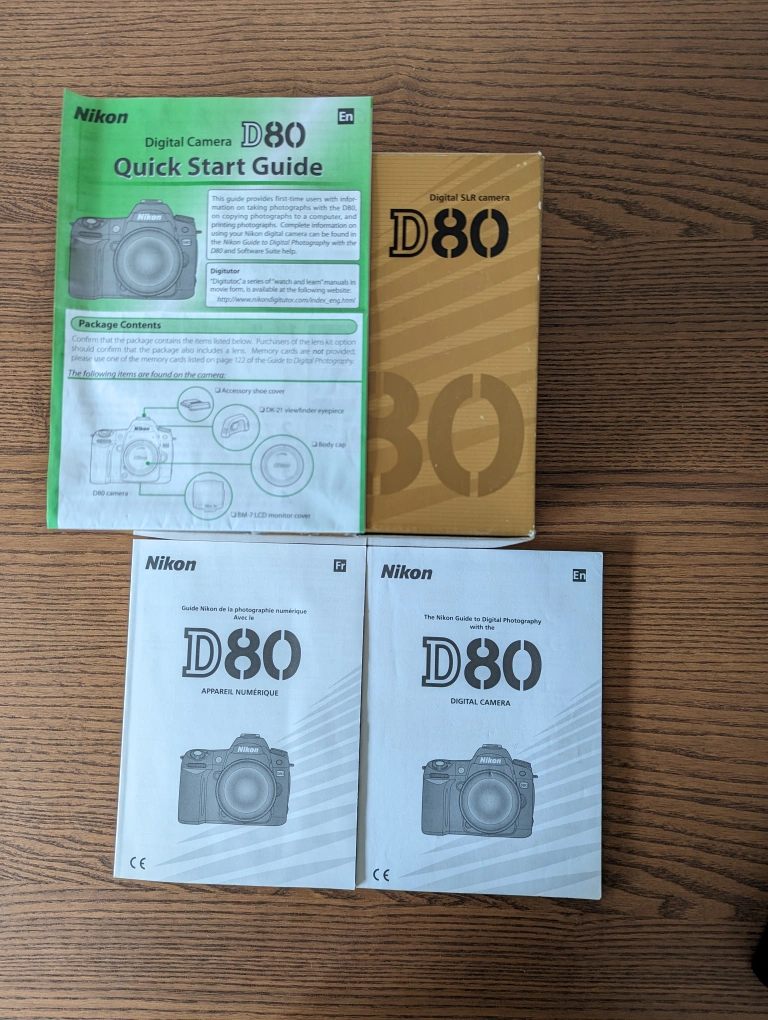 Nikon
En
Digital Camera D80
Quick Start Guide
This guide provides first-time users with infor-
mation on taking photographs with the D80,
on copying photographs to a computer, and
printing photographs. Complete information on
using your Nikon digital camera can be found in
the Nikon Guide to Digital Photography with the
D80 and Software Suite help.
Nikon
Digitutor
"Digitutor," a series of "watch and learn" manuals in
movie form, is available at the following website:
http://www.nikondigitutor.com/index_eng.html
Package Contents
Confirm that the package contains the items listed below. Purchasers of the lens kit option
should confirm that the package also includes a lens. Memory cards are not provided;
please use one of the memory cards listed on page 122 of the Guide to Digital Photography.
The following items are found on the camera:
❏ Accessory shoe cover
❏ DK-21 viewfinder eyepiece
Nikon
❏ Body cap
D80 camera
❏ BM-7 LCD monitor cover
Digital SLR camera
D80
80
Nikon
Fr
Guide Nikon de la photographie numérique
Avec le
D80
APPAREIL NUMÉRIQUE
Nikon
CE
Nikon
En
The Nikon Guide to Digital Photography
with the
D80
DIGITAL CAMERA
Nikon
CE